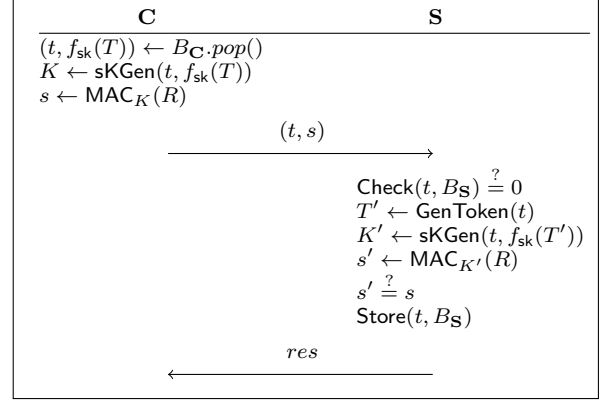 C S
(t, f_sk(T)) ← B_C.pop()
K ← sKGen(t, f_sk(T))
s ← MAC_K(R)
(t, s)
Check(t, B_S) ≟ 0
T′ ← GenToken(t)
K′ ← sKGen(t, f_sk(T′))
s′ ← MAC_K′(R)
s′ ≟ s
Store(t, B_S)
res